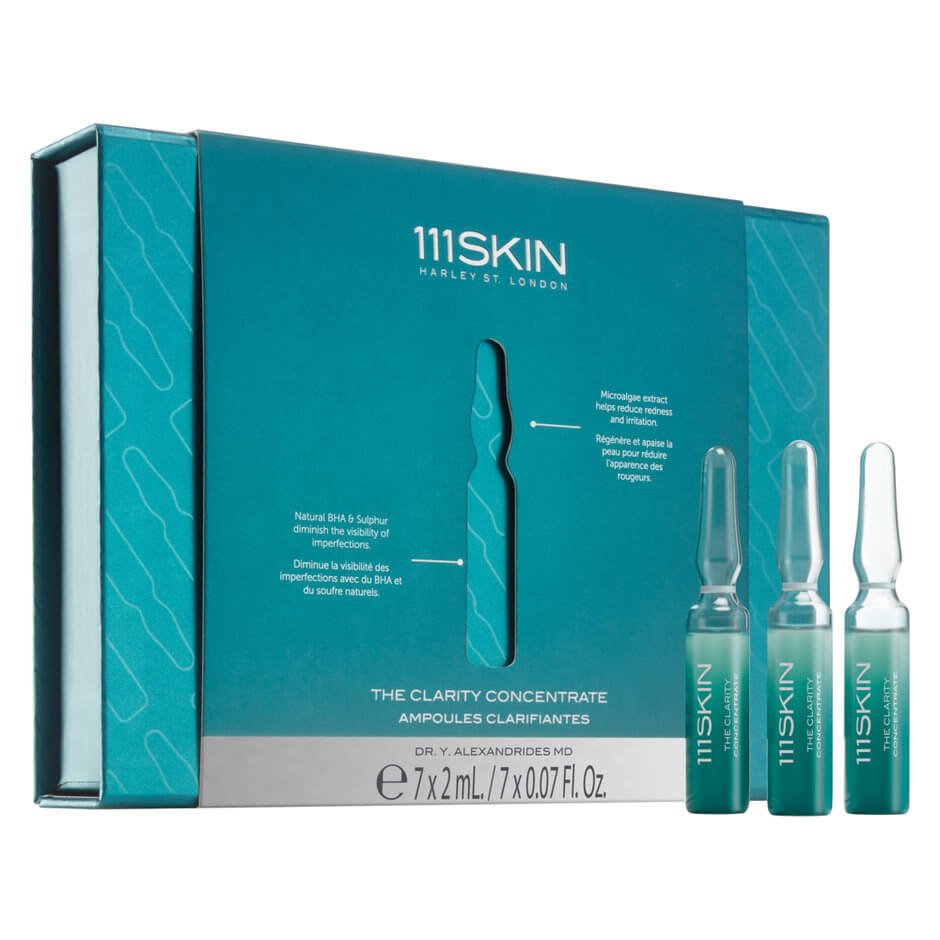 111SKIN
HARLEY ST. LONDON
Microalgae extract
helps reduce redness
and irritation.
Régénère et apaise la
peau pour réduire
l'apparence des
rougeurs.
Natural BHA & Sulphur
diminish the visibility of
imperfections.
Diminue la visibilité des
imperfections avec du BHA et
du soufre naturels.
THE CLARITY CONCENTRATE
AMPOULES CLARIFIANTES
DR. Y. ALEXANDRIDES MD
℮ 7 x 2 mL. / 7 x 0.07 Fl. Oz.
111SKIN
THE CLARITY
CONCENTRATE
111SKIN
THE CLARITY
CONCENTRATE
111SKIN
THE CLARITY
CONCENTRATE